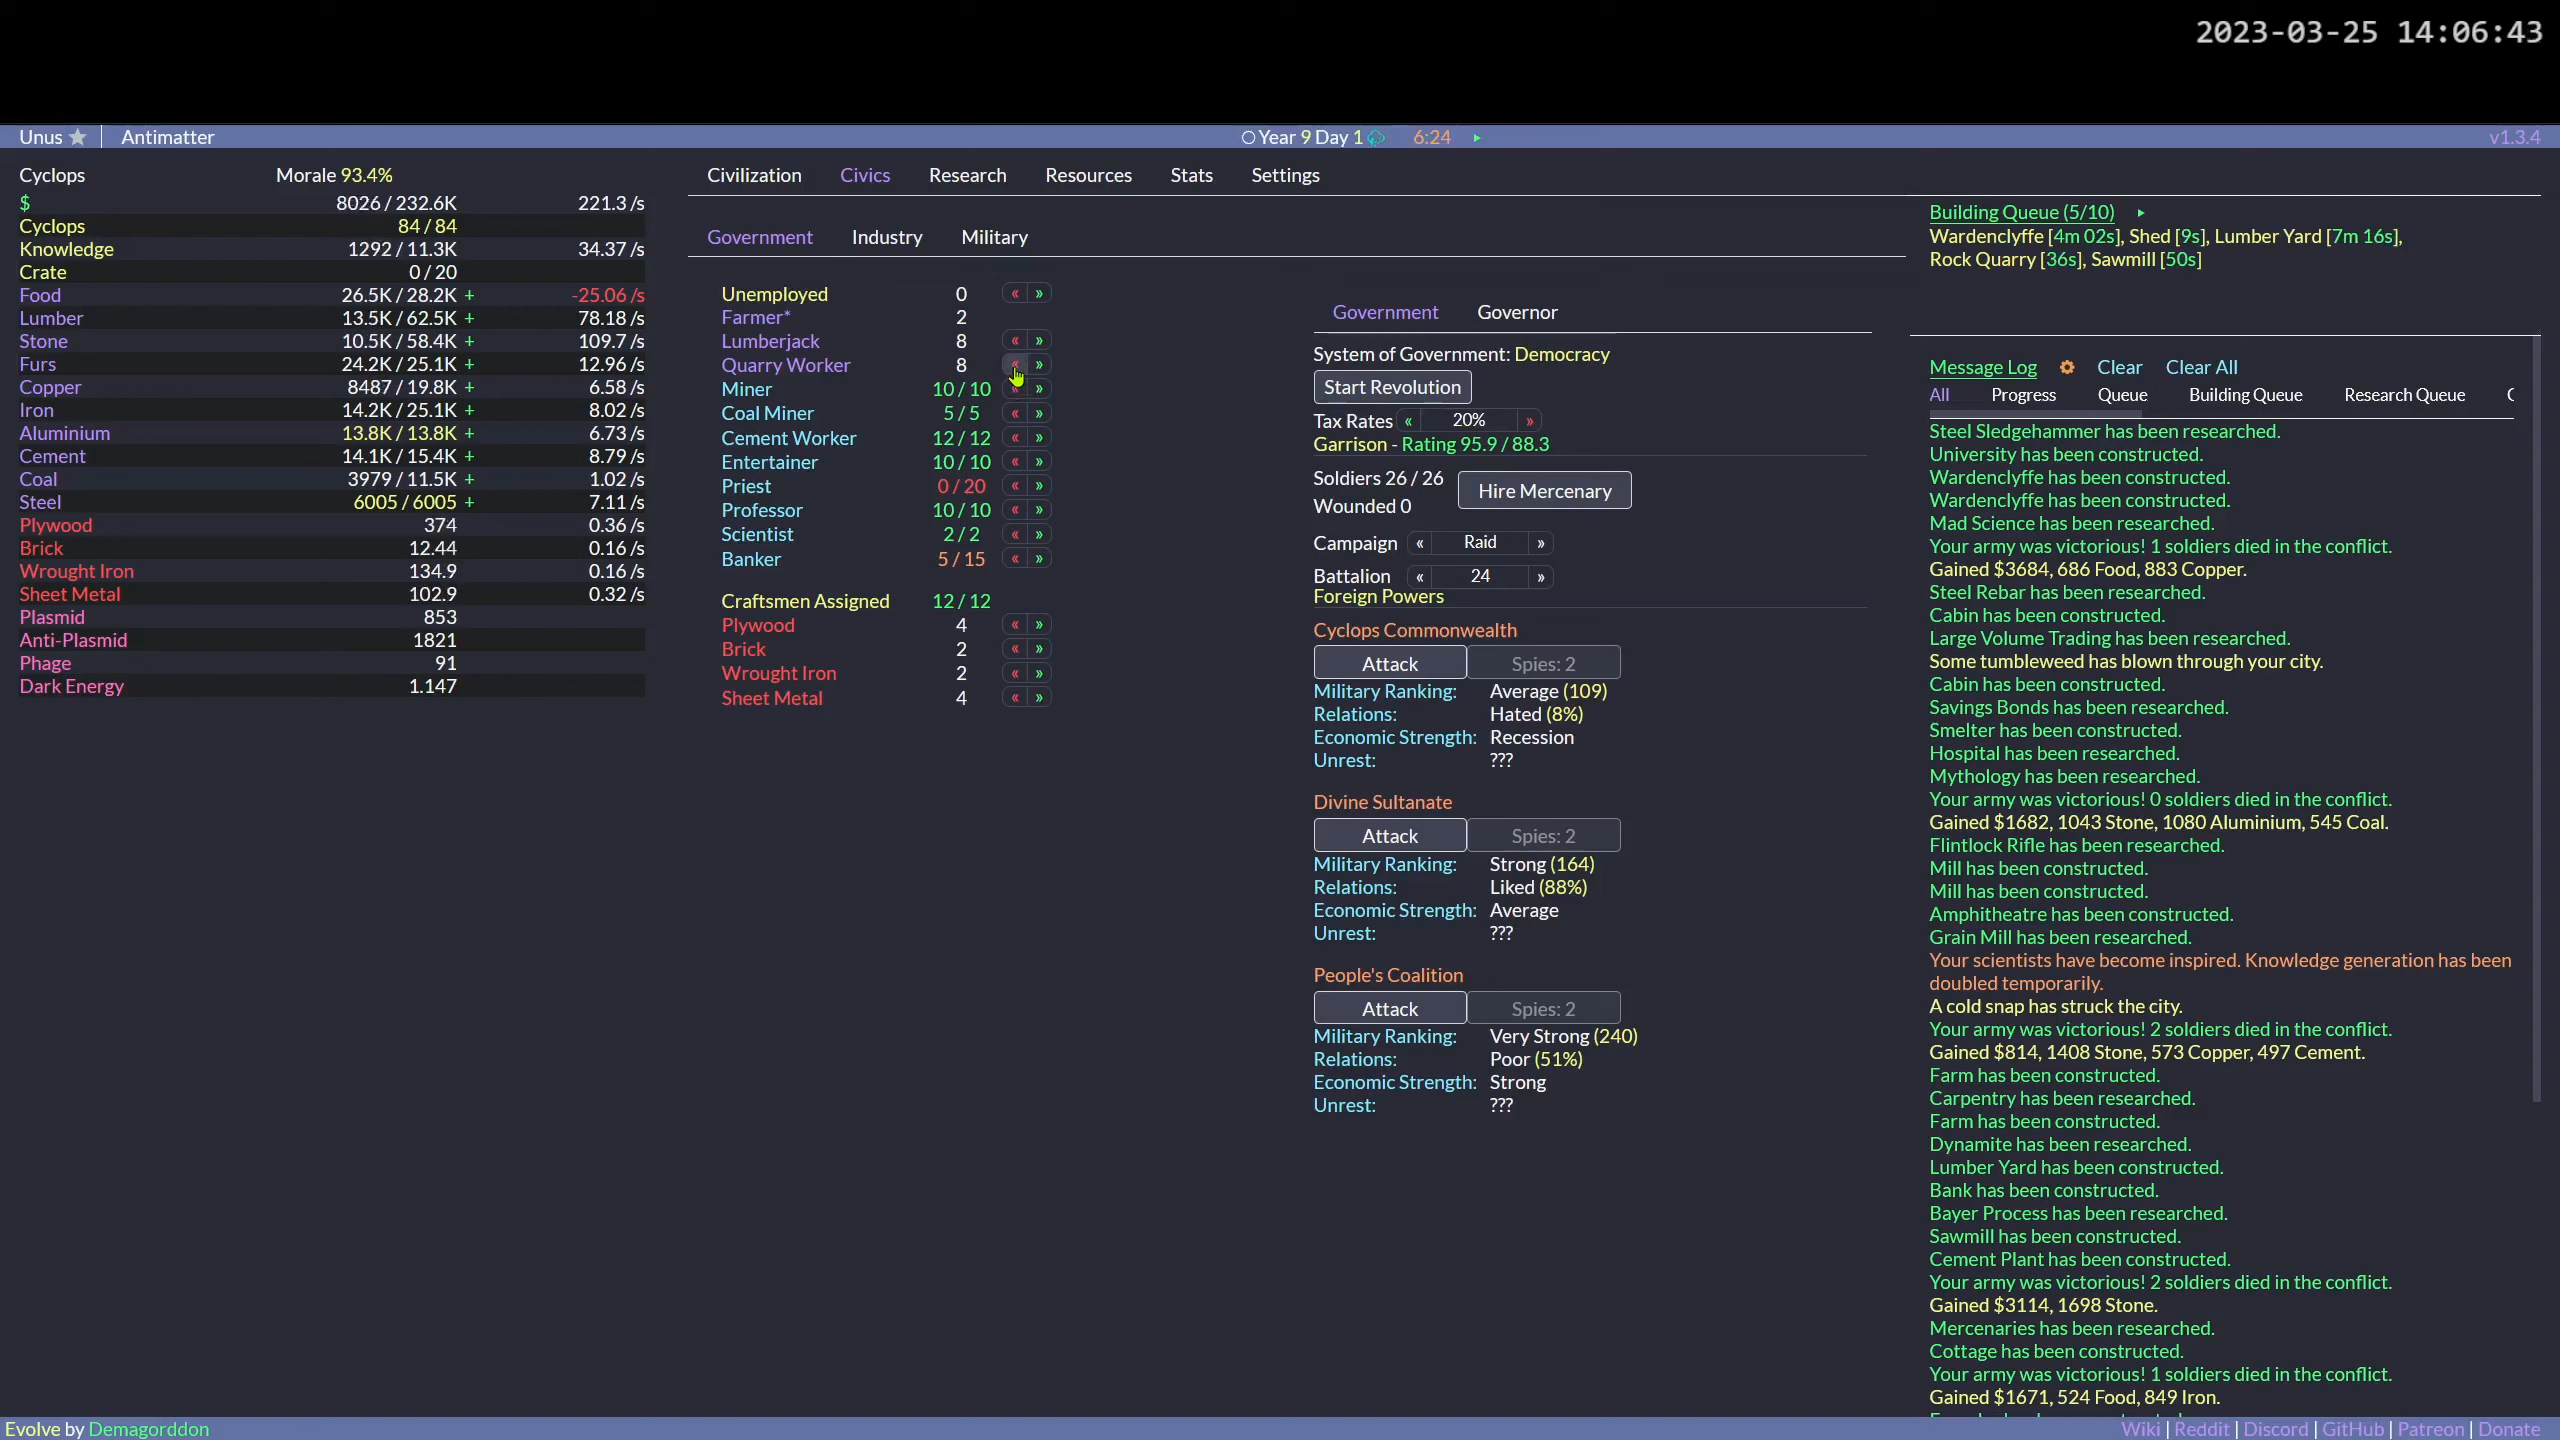 2023-03-25 14:06:43
Unus ★ | Antimatter
Year 9 Day 1 6:24
v1.3.4
Cyclops Morale 93.4%
$ 8026 / 232.6K 221.3 /s
Cyclops 84 / 84
Knowledge 1292 / 11.3K 34.37 /s
Crate 0 / 20
Food 26.5K / 28.2K + -25.06 /s
Lumber 13.5K / 62.5K + 78.18 /s
Stone 10.5K / 58.4K + 109.7 /s
Furs 24.2K / 25.1K + 12.96 /s
Copper 8487 / 19.8K + 6.58 /s
Iron 14.2K / 25.1K + 8.02 /s
Aluminium 13.8K / 13.8K + 6.73 /s
Cement 14.1K / 15.4K + 8.79 /s
Coal 3979 / 11.5K + 1.02 /s
Steel 6005 / 6005 + 7.11 /s
Plywood 374 0.36 /s
Brick 12.44 0.16 /s
Wrought Iron 134.9 0.16 /s
Sheet Metal 102.9 0.32 /s
Plasmid 853
Anti-Plasmid 1821
Phage 91
Dark Energy 1.147
Civilization Civics Research Resources Stats Settings
Government Industry Military
Unemployed 0 « »
Farmer* 2
Lumberjack 8 « »
Quarry Worker 8 « »
Miner 10 / 10 « »
Coal Miner 5 / 5 « »
Cement Worker 12 / 12 « »
Entertainer 10 / 10 « »
Priest 0 / 20 « »
Professor 10 / 10 « »
Scientist 2 / 2 « »
Banker 5 / 15 « »
Craftsmen Assigned 12 / 12
Plywood 4 « »
Brick 2 « »
Wrought Iron 2 « »
Sheet Metal 4 « »
Government Governor
System of Government: Democracy
Start Revolution
Tax Rates « 20% »
Garrison - Rating 95.9 / 88.3
Soldiers 26 / 26
Wounded 0
Hire Mercenary
Campaign « Raid »
Battalion « 24 »
Foreign Powers
Cyclops Commonwealth
Attack Spies: 2
Military Ranking: Average (109)
Relations: Hated (8%)
Economic Strength: Recession
Unrest: ???
Divine Sultanate
Attack Spies: 2
Military Ranking: Strong (164)
Relations: Liked (88%)
Economic Strength: Average
Unrest: ???
People's Coalition
Attack Spies: 2
Military Ranking: Very Strong (240)
Relations: Poor (51%)
Economic Strength: Strong
Unrest: ???
Building Queue (5/10)
Wardenclyffe [4m 02s], Shed [9s], Lumber Yard [7m 16s],
Rock Quarry [36s], Sawmill [50s]
Message Log Clear Clear All
All Progress Queue Building Queue Research Queue
Steel Sledgehammer has been researched.
University has been constructed.
Wardenclyffe has been constructed.
Wardenclyffe has been constructed.
Mad Science has been researched.
Your army was victorious! 1 soldiers died in the conflict.
Gained $3684, 686 Food, 883 Copper.
Steel Rebar has been researched.
Cabin has been constructed.
Large Volume Trading has been researched.
Some tumbleweed has blown through your city.
Cabin has been constructed.
Savings Bonds has been researched.
Smelter has been constructed.
Hospital has been researched.
Mythology has been researched.
Your army was victorious! 0 soldiers died in the conflict.
Gained $1682, 1043 Stone, 1080 Aluminium, 545 Coal.
Flintlock Rifle has been researched.
Mill has been constructed.
Mill has been constructed.
Amphitheatre has been constructed.
Grain Mill has been researched.
Your scientists have become inspired. Knowledge generation has been
doubled temporarily.
A cold snap has struck the city.
Your army was victorious! 2 soldiers died in the conflict.
Gained $814, 1408 Stone, 573 Copper, 497 Cement.
Farm has been constructed.
Carpentry has been researched.
Farm has been constructed.
Dynamite has been researched.
Lumber Yard has been constructed.
Bank has been constructed.
Bayer Process has been researched.
Sawmill has been constructed.
Cement Plant has been constructed.
Your army was victorious! 2 soldiers died in the conflict.
Gained $3114, 1698 Stone.
Mercenaries has been researched.
Cottage has been constructed.
Your army was victorious! 1 soldiers died in the conflict.
Gained $1671, 524 Food, 849 Iron.
Evolve by Demagorddon
Wiki | Reddit | Discord | GitHub | Patreon | Donate